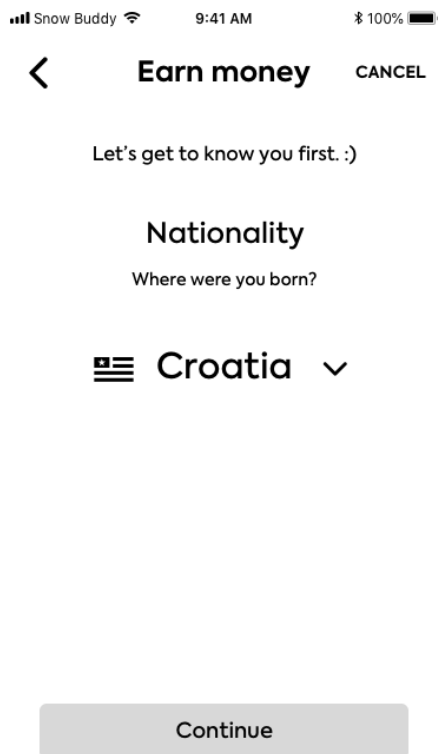 Snow Buddy 9:41 AM 100%
Earn money CANCEL
Let's get to know you first. :)
Nationality
Where were you born?
Croatia
Continue